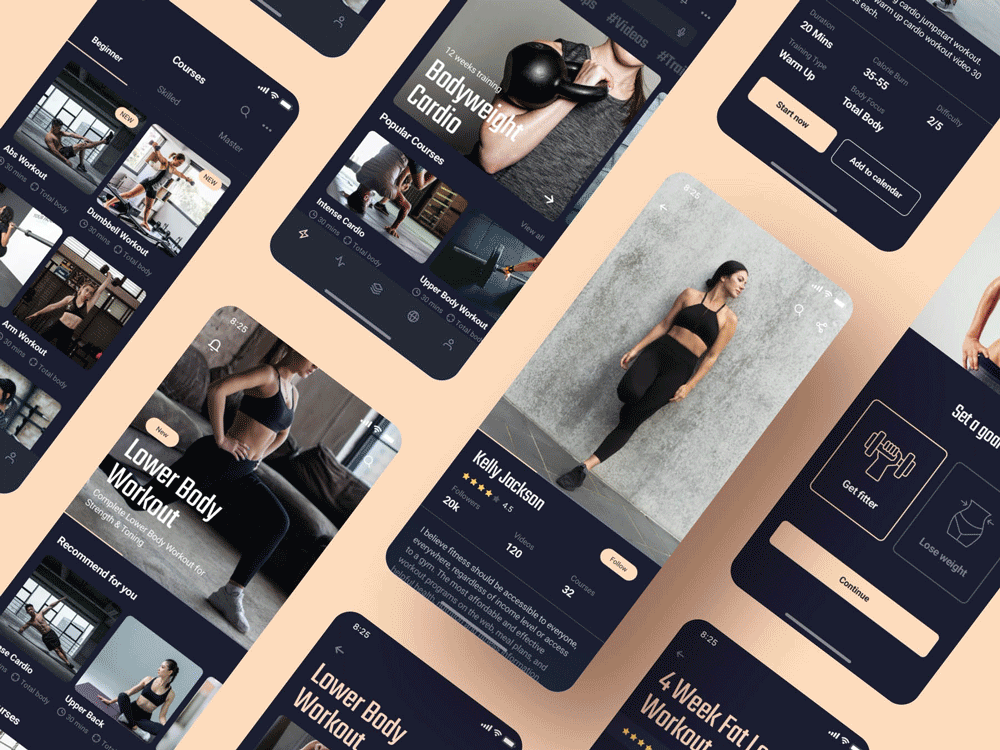 Courses
Beginner
Skilled
Master
NEW
Abs Workout
30 mins
Total body
NEW
Dumbbell Workout
30 mins
Total body
Arm Workout
30 mins
Total body
#Videos
12 weeks training
Bodyweight
Cardio
Popular Courses
View all
Intense Cardio
30 mins
Total body
Upper Body Workout
30 mins
cardio jumpstart workout.
warm up cardio workout video 30
each.
Duration
20 Mins
Calorie Burn
35-55
Difficulty
2/5
Training Type
Warm Up
Body Focus
Total Body
Start now
Add to calendar
8:25
New
Lower Body
Workout
Complete Lower Body Workout for
Strength & Toning
Recommend for you
Cardio
30 mins
Total body
Upper Back
30 mins
8:25
Kelly Jackson
4.5
Followers
20k
Videos
120
Courses
32
Follow
I believe fitness should be accessible to everyone,
everywhere, regardless of income level or access
to a gym. The most affordable and effective
workout programs on the web, meal plans, and
helpful health,
information
Set a goal
Get fitter
Lose weight
Continue
8:25
Lower Body
Workout
8:25
4 Week Fat
Workout